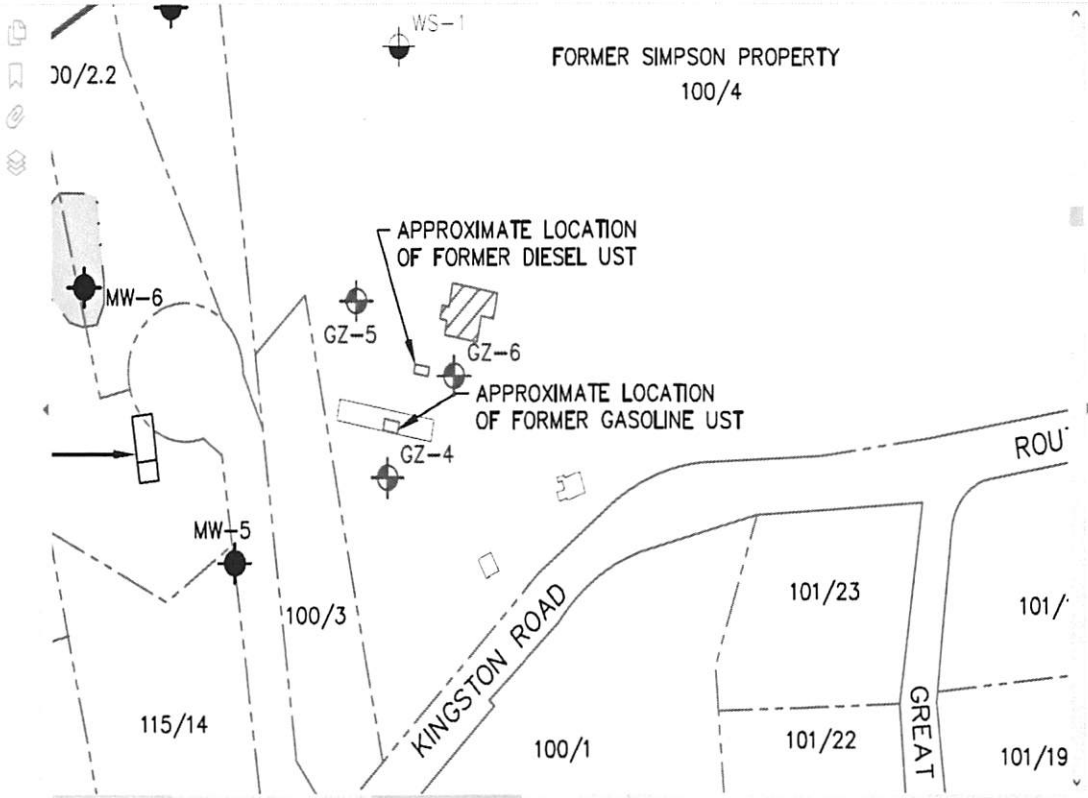 WS-1
FORMER SIMPSON PROPERTY
100/4
00/2.2
APPROXIMATE LOCATION
OF FORMER DIESEL UST
MW-6
GZ-5
GZ-6
APPROXIMATE LOCATION
OF FORMER GASOLINE UST
GZ-4
ROUT
MW-5
100/3
101/23
101/
KINGSTON ROAD
115/14
100/1
101/22
GREAT
101/19